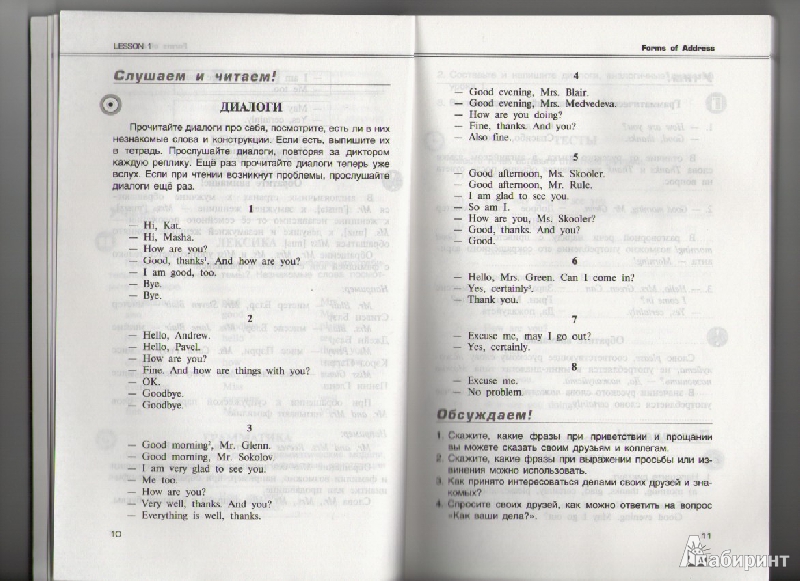 LESSON 1
Слушаем и читаем!
ДИАЛОГИ
Прочитайте диалоги про себя, посмотрите, есть ли в них
незнакомые слова и конструкции. Если есть, выпишите их
в тетрадь. Прослушайте диалоги, повторяя за диктором
каждую реплику. Ещё раз прочитайте диалоги теперь уже
вслух. Если при чтении возникнут проблемы, прослушайте
диалоги ещё раз.
1
— Hi, Kat.
— Hi, Masha.
— How are you?
— Good, thanks¹. And how are you?
— I am good, too.
— Bye.
— Bye.
2
— Hello, Andrew.
— Hello, Pavel.
— How are you?
— Fine. And how are things with you?
— OK.
— Goodbye.
— Goodbye.
3
— Good morning², Mr. Glenn.
— Good morning, Mr. Sokolov.
— I am very glad to see you.
— Me too.
— How are you?
— Very well, thanks. And you?
— Everything is well, thanks.
10
Forms of Address
4
— Good evening, Mrs. Blair.
— Good evening, Mrs. Medvedeva.
— How are you doing?
— Fine, thanks. And you?
— Also fine.
5
— Good afternoon, Ms. Skooler.
— Good afternoon, Mr. Rule.
— I am glad to see you.
— So am I.
— How are you, Ms. Skooler?
— Good, thanks. And you?
— Good.
6
— Hello, Mrs. Green. Can I come in?
— Yes, certainly³.
— Thank you.
7
— Excuse me, may I go out?
— Yes, certainly.
8
— Excuse me.
— No problem.
Обсуждаем!
1. Скажите, какие фразы при приветствии и прощании
вы можете сказать своим друзьям и коллегам.
2. Скажите, какие фразы при выражении просьбы или из-
винения можно использовать.
3. Как принято интересоваться делами своих друзей и зна-
комых?
4. Спросите своих друзей, как можно ответить на вопрос
«Как ваши дела?».
11
Лабиринт